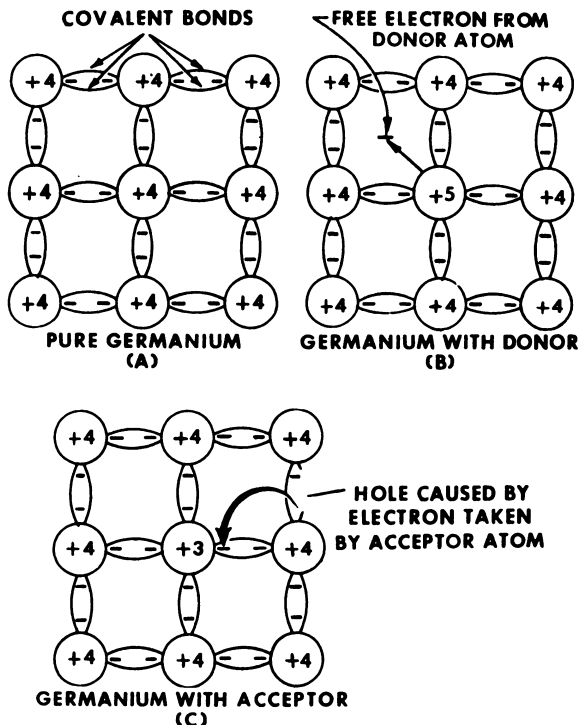 COVALENT BONDS
+4 +4 +4
+4 +4 +4
+4 +4 +4
PURE GERMANIUM
(A)
FREE ELECTRON FROM
DONOR ATOM
+4 +4 +4
+4 +5 +4
+4 +4 +4
GERMANIUM WITH DONOR
(B)
+4 +4 +4
+4 +3 +4
+4 +4 +4
HOLE CAUSED BY
ELECTRON TAKEN
BY ACCEPTOR ATOM
GERMANIUM WITH ACCEPTOR
(C)